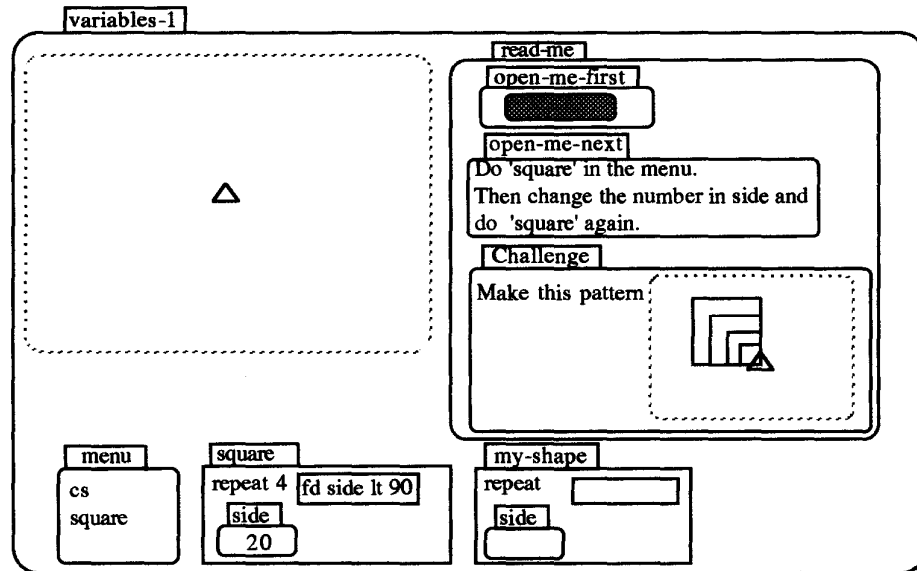 variables-1
read-me
open-me-first
open-me-next
Do 'square' in the menu.
Then change the number in side and
do 'square' again.
Challenge
Make this pattern
menu
cs
square
square
repeat 4 fd side lt 90
side
20
my-shape
repeat
side